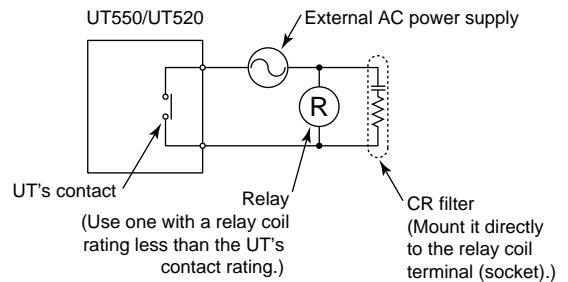 UT550/UT520
External AC power supply
R
UT's contact
Relay
(Use one with a relay coil
rating less than the UT's
contact rating.)
CR filter
(Mount it directly
to the relay coil
terminal (socket).)